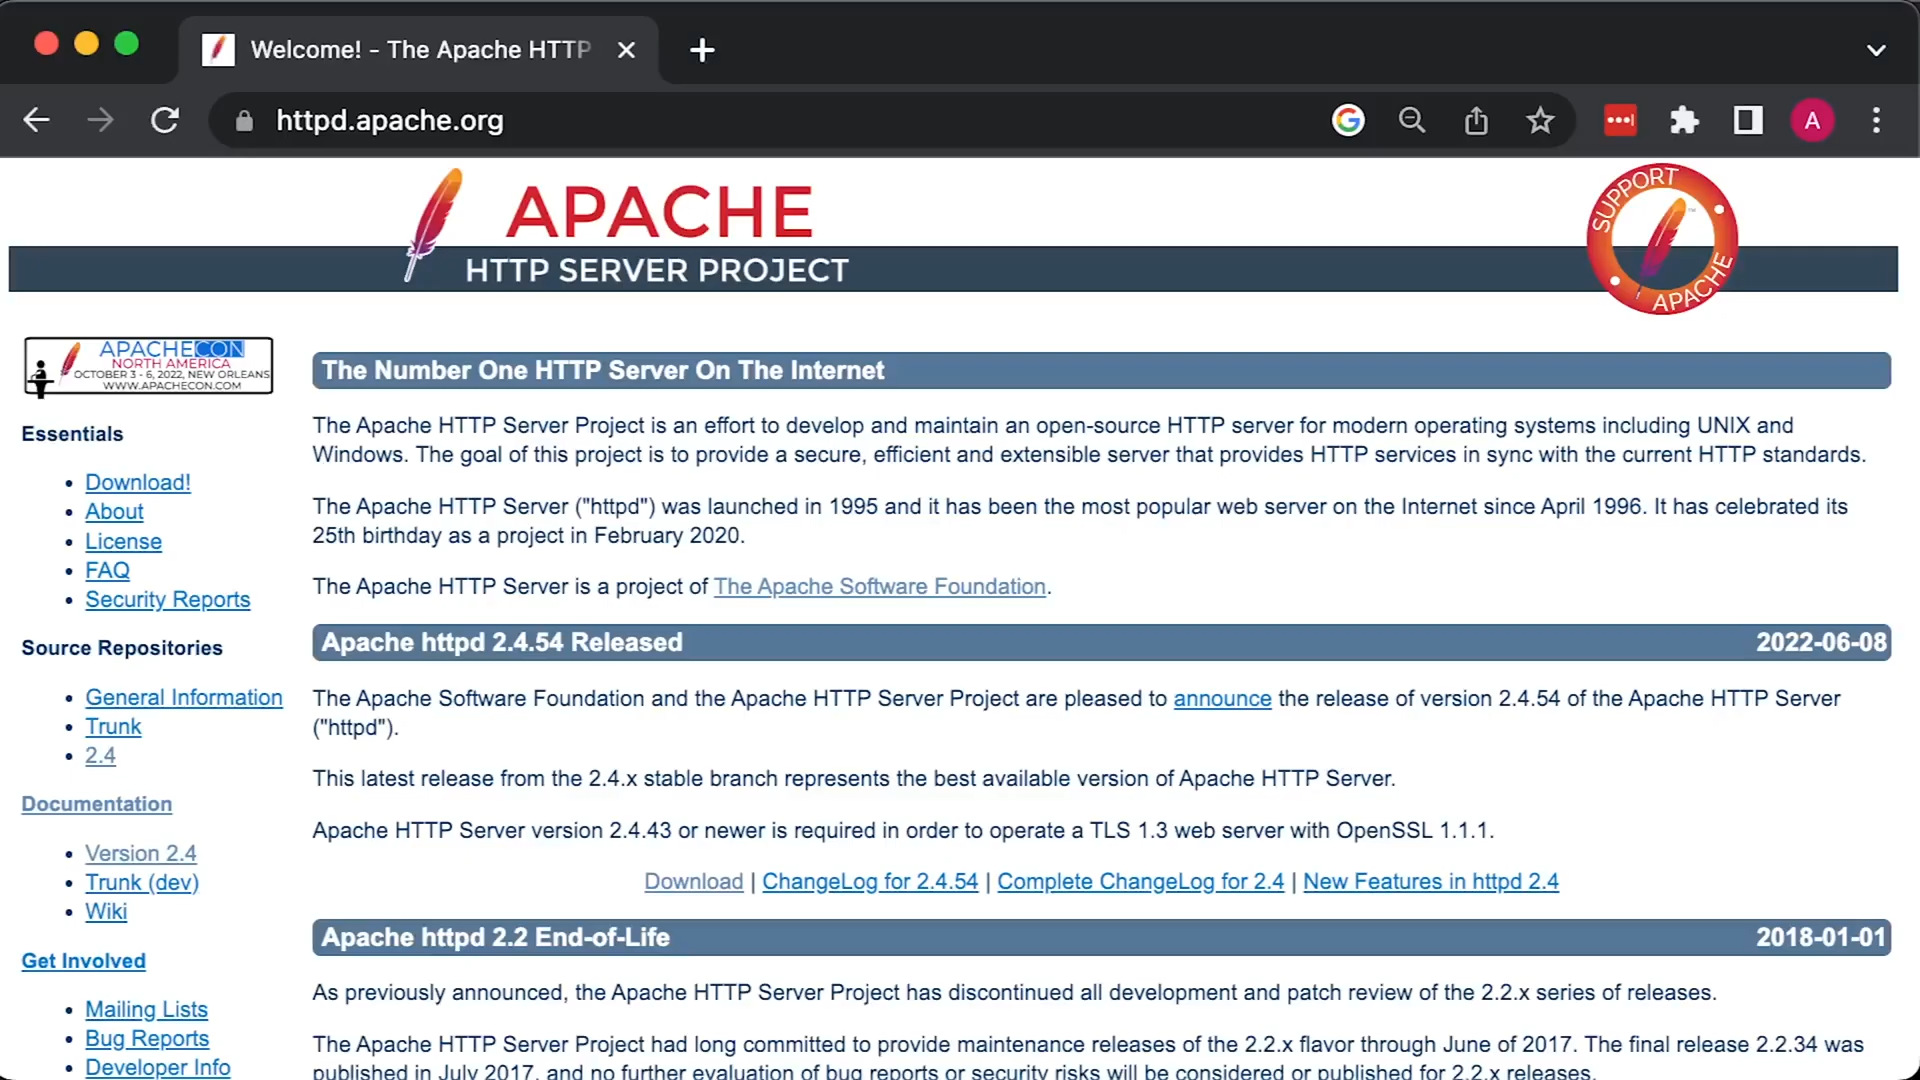 Welcome! - The Apache HTTP
httpd.apache.org
A
APACHE
HTTP SERVER PROJECT
SUPPORT
APACHE
APACHECON
NORTH AMERICA
OCTOBER 3 - 6, 2022, NEW ORLEANS
WWW.APACHECON.COM
Essentials
Download!
About
License
FAQ
Security Reports
Source Repositories
General Information
Trunk
2.4
Documentation
Version 2.4
Trunk (dev)
Wiki
Get Involved
Mailing Lists
Bug Reports
Developer Info
The Number One HTTP Server On The Internet
The Apache HTTP Server Project is an effort to develop and maintain an open-source HTTP server for modern operating systems including UNIX and
Windows. The goal of this project is to provide a secure, efficient and extensible server that provides HTTP services in sync with the current HTTP standards.
The Apache HTTP Server ("httpd") was launched in 1995 and it has been the most popular web server on the Internet since April 1996. It has celebrated its
25th birthday as a project in February 2020.
The Apache HTTP Server is a project of The Apache Software Foundation.
Apache httpd 2.4.54 Released 2022-06-08
The Apache Software Foundation and the Apache HTTP Server Project are pleased to announce the release of version 2.4.54 of the Apache HTTP Server
("httpd").
This latest release from the 2.4.x stable branch represents the best available version of Apache HTTP Server.
Apache HTTP Server version 2.4.43 or newer is required in order to operate a TLS 1.3 web server with OpenSSL 1.1.1.
Download | ChangeLog for 2.4.54 | Complete ChangeLog for 2.4 | New Features in httpd 2.4
Apache httpd 2.2 End-of-Life 2018-01-01
As previously announced, the Apache HTTP Server Project has discontinued all development and patch review of the 2.2.x series of releases.
The Apache HTTP Server Project had long committed to provide maintenance releases of the 2.2.x flavor through June of 2017. The final release 2.2.34 was
published in July 2017, and no further evaluation of bug reports or security risks will be considered or published for 2.2.x releases.